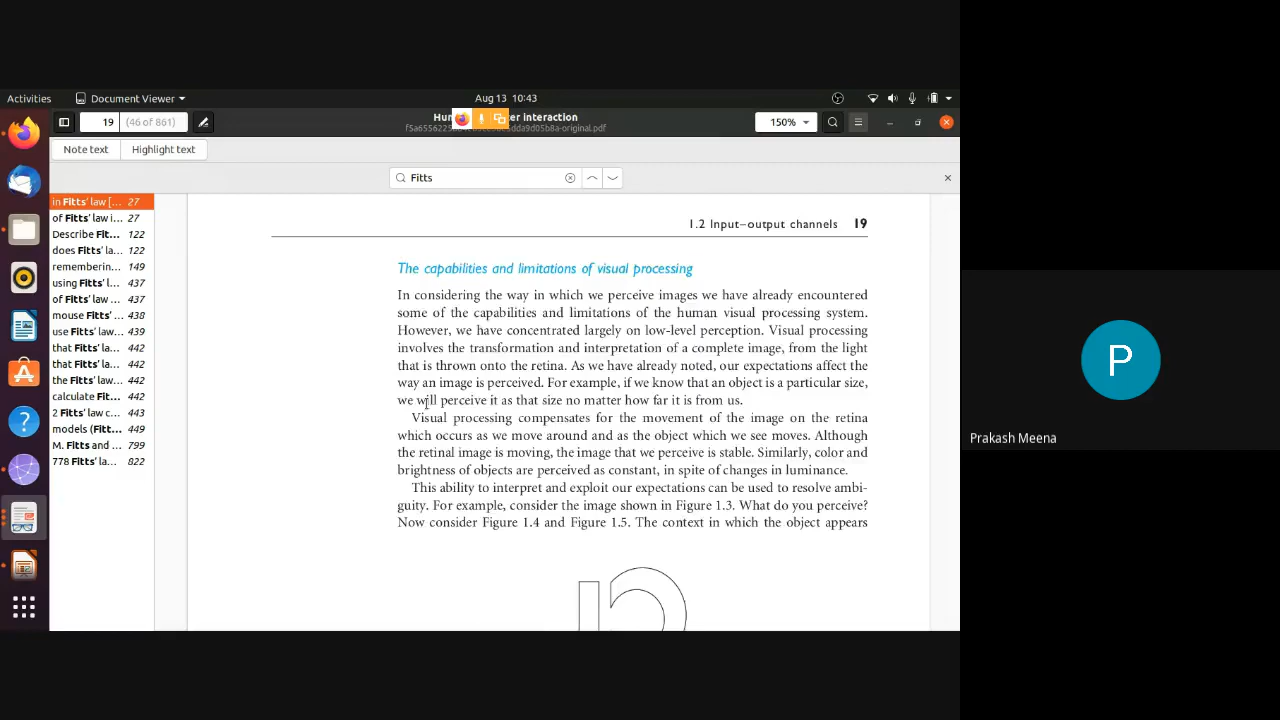 Activities
Document Viewer
Aug 13 10:43
19
(46 of 861)
interaction
150%
Note text
Highlight text
Fitts
in Fitts' law [... 27
of Fitts' law i... 27
Describe Fit... 122
does Fitts' la... 122
rememberin... 149
using Fitts' l... 437
of Fitts' law ... 437
mouse Fitts' ... 438
use Fitts' law... 439
that Fitts' la... 442
that Fitts' la... 442
the Fitts' law... 442
calculate Fit... 442
2 Fitts' law c... 443
models (Fitt... 449
M. Fitts and ... 799
778 Fitts' la... 822
1.2 Input–output channels 19
The capabilities and limitations of visual processing
In considering the way in which we perceive images we have already encountered
some of the capabilities and limitations of the human visual processing system.
However, we have concentrated largely on low-level perception. Visual processing
involves the transformation and interpretation of a complete image, from the light
that is thrown onto the retina. As we have already noted, our expectations affect the
way an image is perceived. For example, if we know that an object is a particular size,
we will perceive it as that size no matter how far it is from us.
Visual processing compensates for the movement of the image on the retina
which occurs as we move around and as the object which we see moves. Although
the retinal image is moving, the image that we perceive is stable. Similarly, color and
brightness of objects are perceived as constant, in spite of changes in luminance.
This ability to interpret and exploit our expectations can be used to resolve ambi-
guity. For example, consider the image shown in Figure 1.3. What do you perceive?
Now consider Figure 1.4 and Figure 1.5. The context in which the object appears
P
Prakash Meena